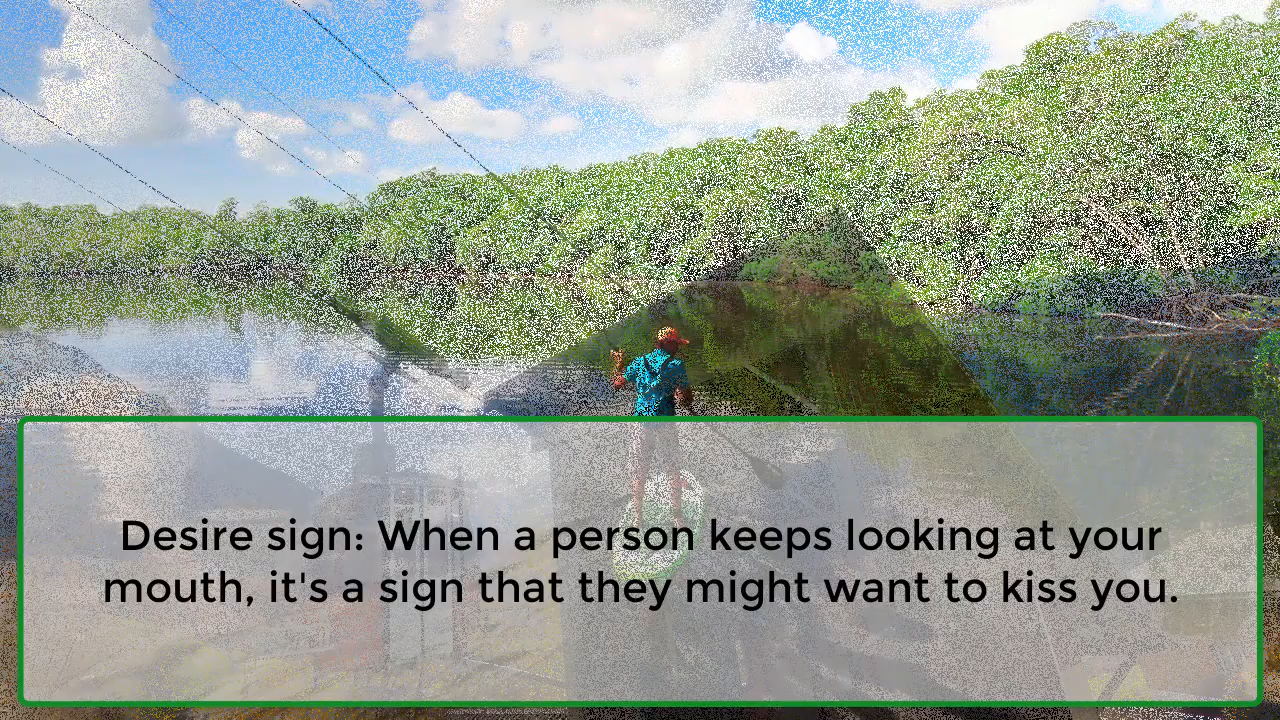 Desire sign: When a person keeps looking at your
mouth, it's a sign that they might want to kiss you.